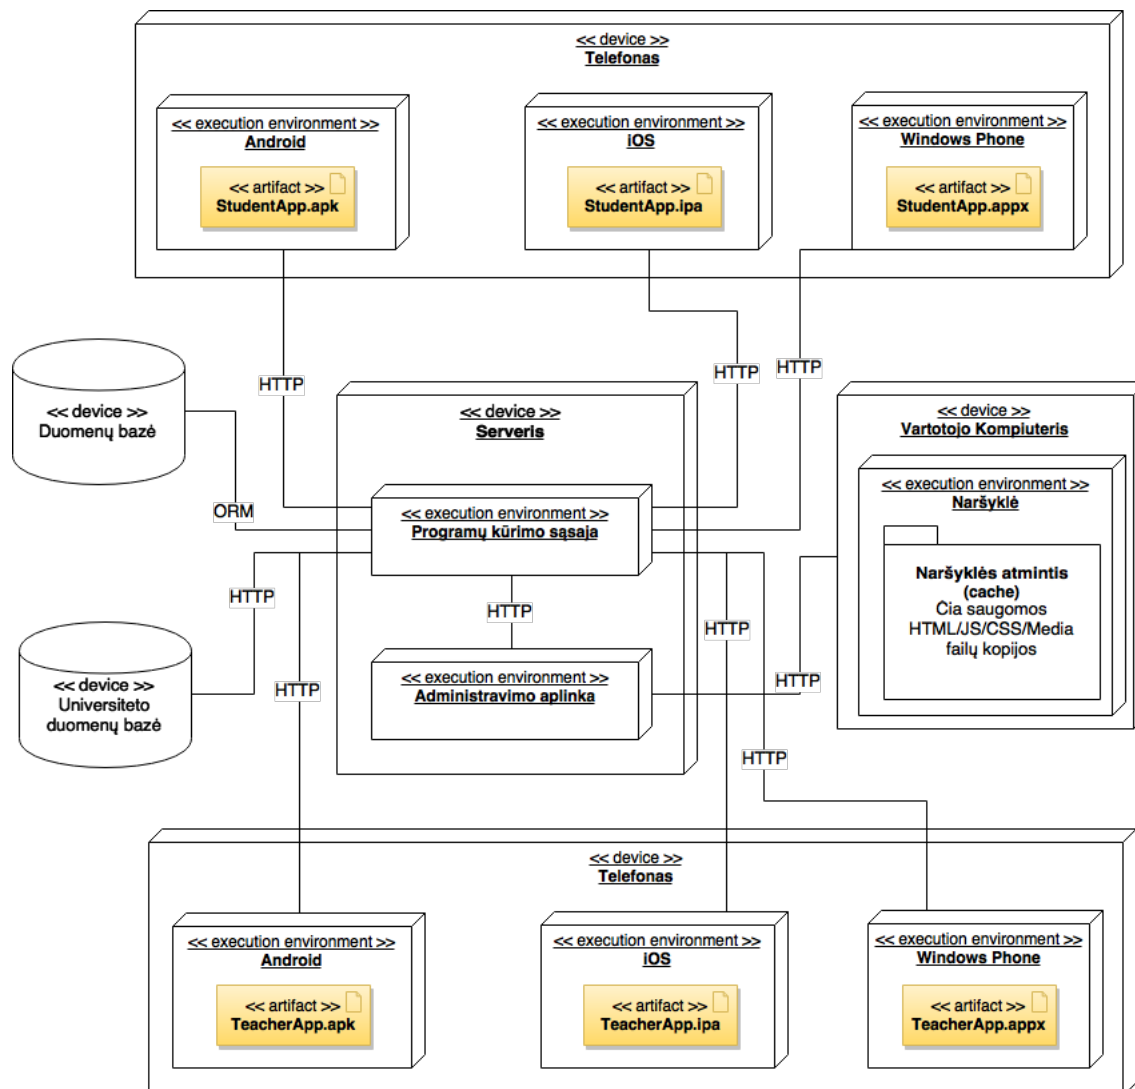 << device >>
Telefonas
<< execution environment >>
Android
<< artifact >>
StudentApp.apk
<< execution environment >>
iOS
<< artifact >>
StudentApp.ipa
<< execution environment >>
Windows Phone
<< artifact >>
StudentApp.appx
HTTP
HTTP
HTTP
<< device >>
Duomenų bazė
ORM
<< device >>
Serveris
<< execution environment >>
Programų kūrimo sąsaja
HTTP
<< execution environment >>
Administravimo aplinka
<< device >>
Vartotojo Kompiuteris
<< execution environment >>
Naršyklė
Naršyklės atmintis
(cache)
Čia saugomos
HTML/JS/CSS/Media
failų kopijos
HTTP
HTTP
HTTP
<< device >>
Universiteto
duomenų bazė
HTTP
HTTP
<< device >>
Telefonas
<< execution environment >>
Android
<< artifact >>
TeacherApp.apk
<< execution environment >>
iOS
<< artifact >>
TeacherApp.ipa
<< execution environment >>
Windows Phone
<< artifact >>
TeacherApp.appx